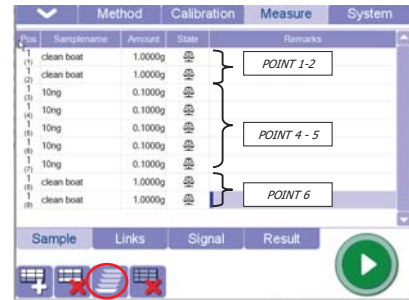 Method Calibration Measure System
Pos. Samplename Amount State Remarks
1 (1) clean boat 1.0000g
1 (2) clean boat 1.0000g
1 (3) 10ng 0.1000g
1 (4) 10ng 0.1000g
1 (5) 10ng 0.1000g
1 (6) 10ng 0.1000g
1 (7) 10ng 0.1000g
1 (8) clean boat 1.0000g
1 (9) clean boat 1.0000g
POINT 1-2
POINT 4 - 5
POINT 6
Sample Links Signal Result